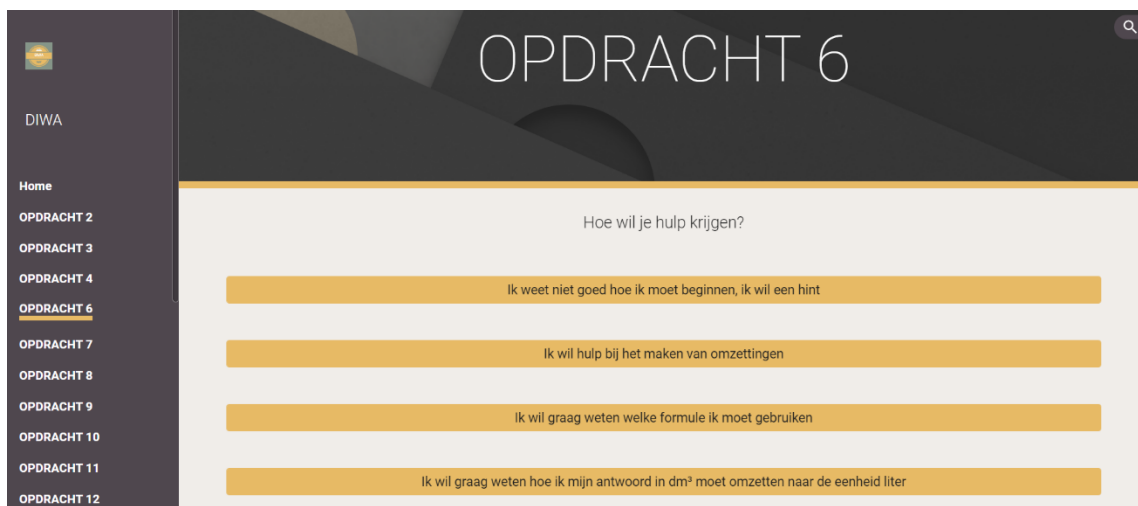 DIWA
Home
OPDRACHT 2
OPDRACHT 3
OPDRACHT 4
OPDRACHT 6
OPDRACHT 7
OPDRACHT 8
OPDRACHT 9
OPDRACHT 10
OPDRACHT 11
OPDRACHT 12
OPDRACHT 6
Hoe wil je hulp krijgen?
Ik weet niet goed hoe ik moet beginnen, ik wil een hint
Ik wil hulp bij het maken van omzettingen
Ik wil graag weten welke formule ik moet gebruiken
Ik wil graag weten hoe ik mijn antwoord in dm³ moet omzetten naar de eenheid liter